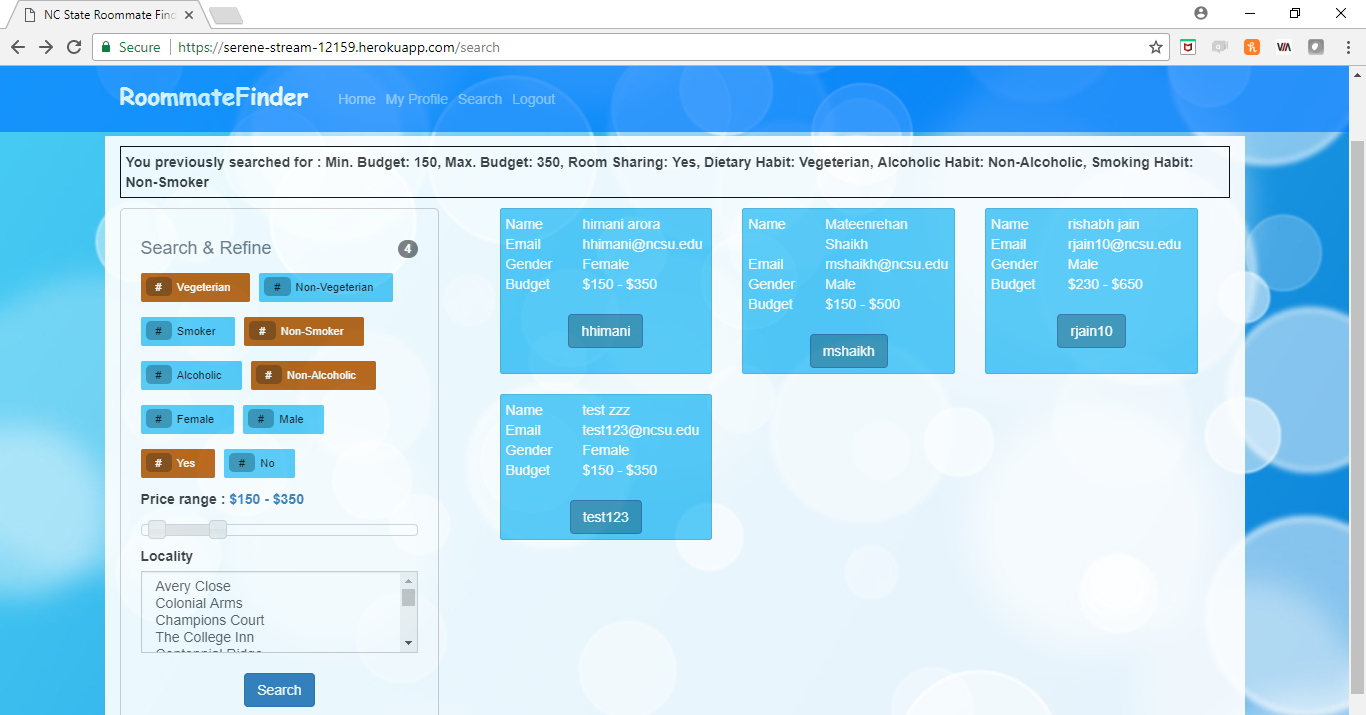 NC State Roommate Find
Secure https://serene-stream-12159.herokuapp.com/search
RoommateFinder Home My Profile Search Logout
You previously searched for : Min. Budget: 150, Max. Budget: 350, Room Sharing: Yes, Dietary Habit: Vegeterian, Alcoholic Habit: Non-Alcoholic, Smoking Habit:
Non-Smoker
Search & Refine 4
# Vegeterian # Non-Vegeterian
# Smoker # Non-Smoker
# Alcoholic # Non-Alcoholic
# Female # Male
# Yes # No
Price range : $150 - $350
Locality
Avery Close
Colonial Arms
Champions Court
The College Inn
Centennial Ridge
Search
Name himani arora
Email hhimani@ncsu.edu
Gender Female
Budget $150 - $350
hhimani
Name Mateenrehan
Shaikh
Email mshaikh@ncsu.edu
Gender Male
Budget $150 - $500
mshaikh
Name rishabh jain
Email rjain10@ncsu.edu
Gender Male
Budget $230 - $650
rjain10
Name test zzz
Email test123@ncsu.edu
Gender Female
Budget $150 - $350
test123